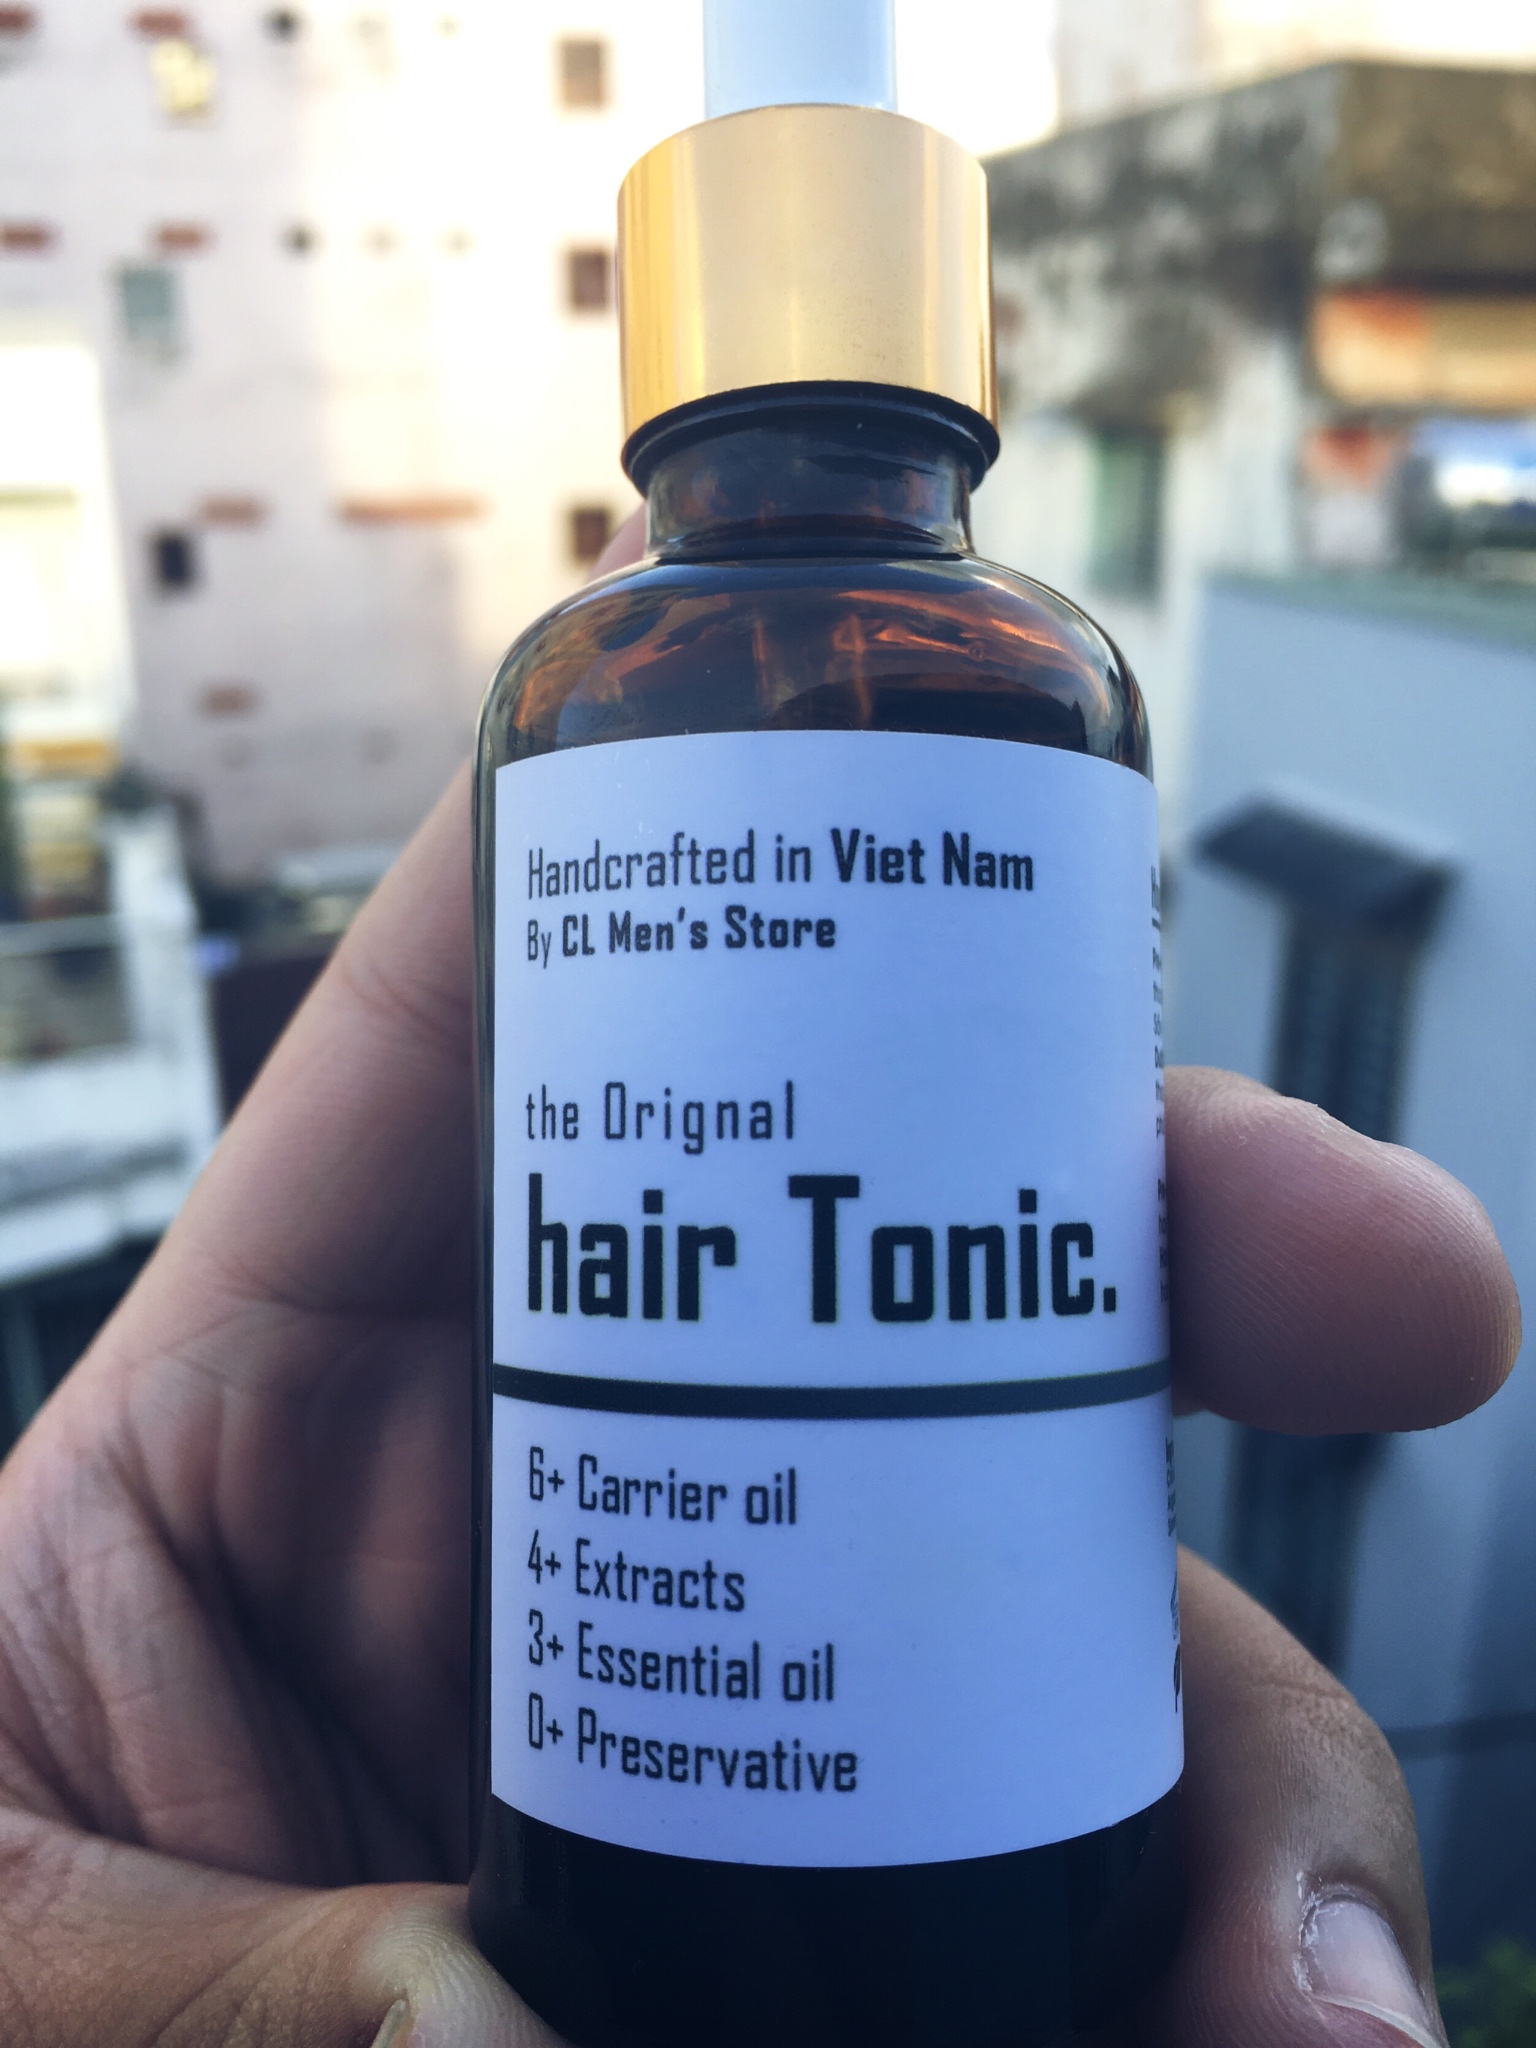 Handcrafted in Viet Nam
By CL Men's Store
the Orignal
hair Tonic.
6+ Carrier oil
4+ Extracts
3+ Essential oil
0+ Preservative